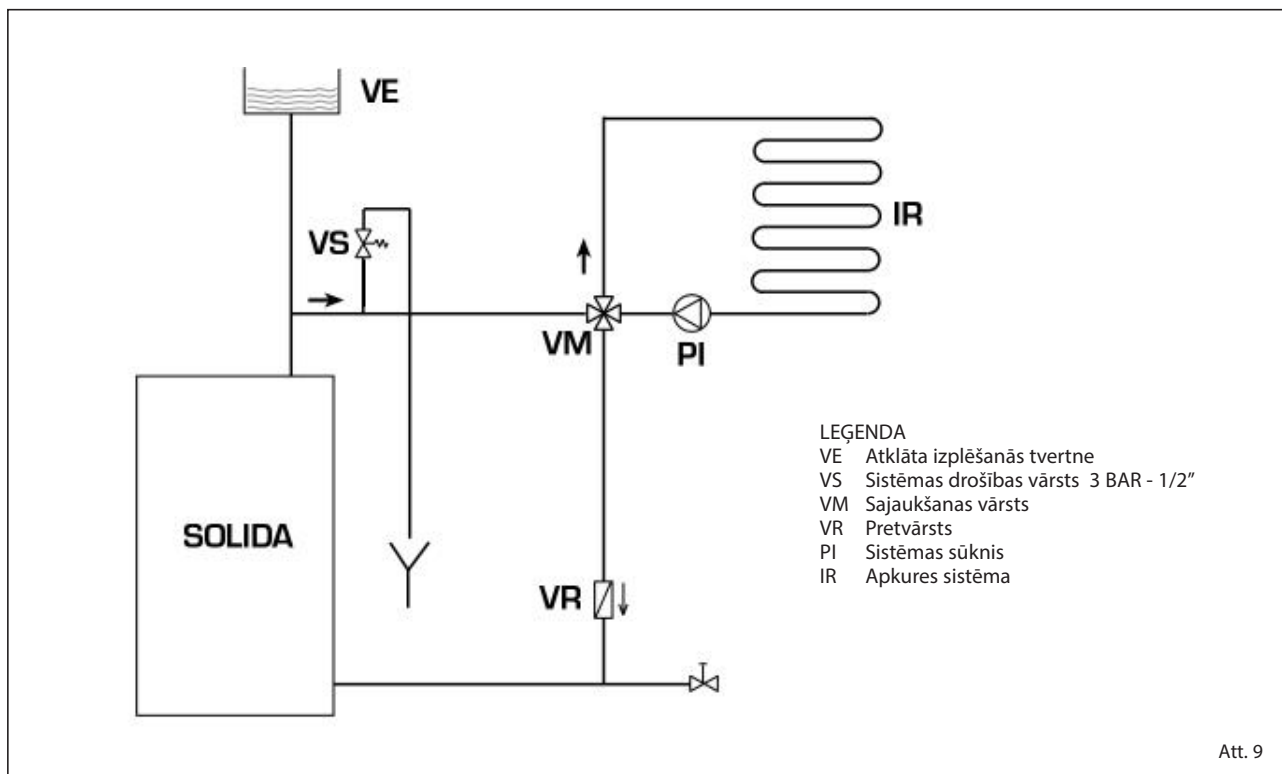 VE
VS
IR
VM
PI
SOLIDA
VR
LEĢENDA
VE Atklāta izplēšanās tvertne
VS Sistēmas drošības vārsts 3 BAR - 1/2”
VM Sajaukšanas vārsts
VR Pretvārsts
PI Sistēmas sūknis
IR Apkures sistēma
Att. 9